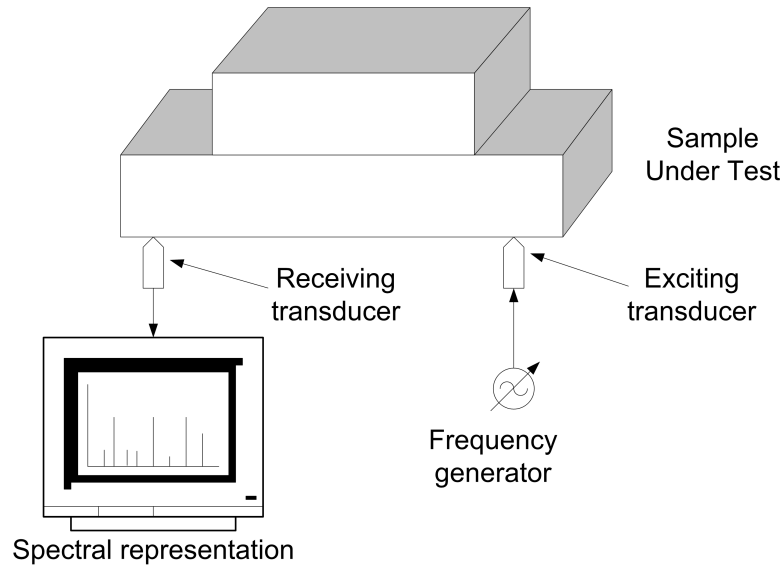 Sample
Under Test
Receiving
transducer
Exciting
transducer
Frequency
generator
Spectral representation